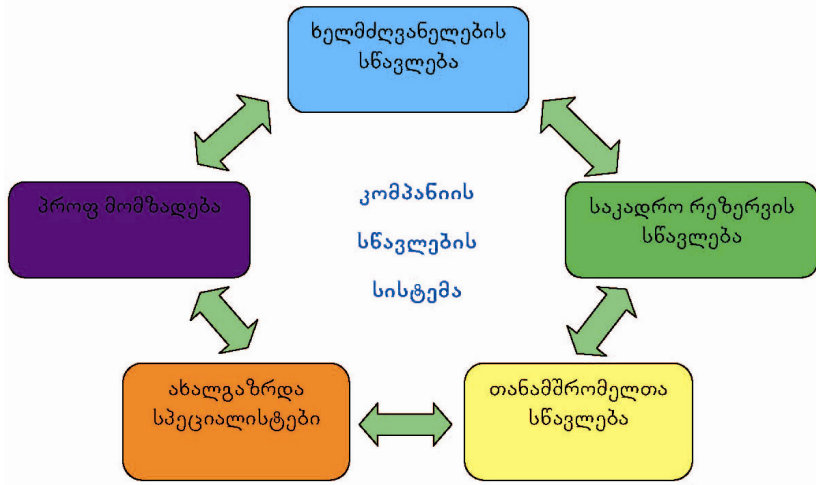 ხელმძღვანელების
სწავლება
პროფ მომზადება
კომპანიის
სწავლების
სისტემა
საკადრო რეზერვის
სწავლება
ახალგაზრდა
სპეციალისტები
თანამშრომელთა
სწავლება